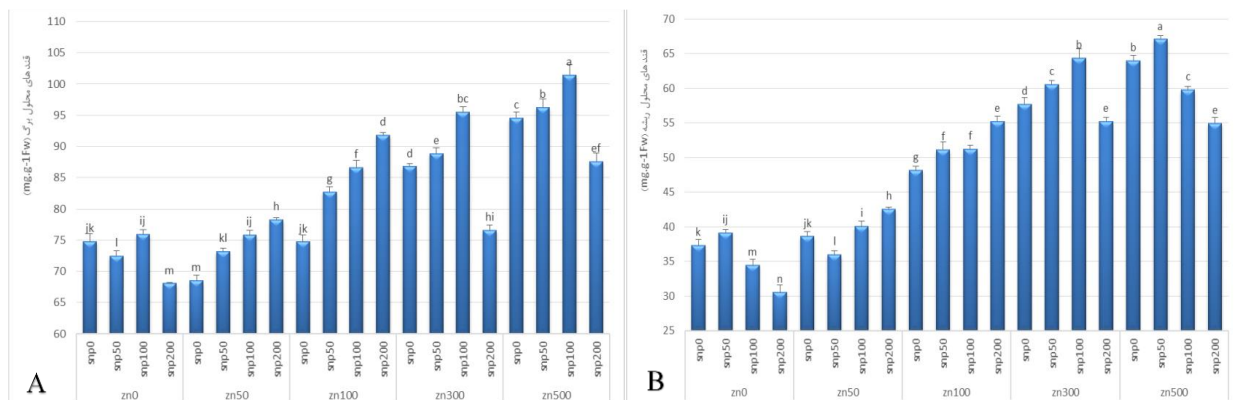 قندهای محلول برگ (mg.g-1Fw)
110
105
100
95
90
85
80
75
70
65
60
jk
l
ij
m
m
kl
ij
h
jk
g
f
d
d
e
bc
hi
c
b
a
ef
snp0 snp50 snp100 snp200 snp0 snp50 snp100 snp200 snp0 snp50 snp100 snp200 snp0 snp50 snp100 snp200 snp0 snp50 snp100 snp200
zn0 zn50 zn100 zn300 zn500
A
قندهای محلول ریشه (mg.g-1Fw)
70
65
60
55
50
45
40
35
30
25
k
ij
m
n
jk
l
i
h
g
f
f
e
d
c
b
e
b
a
c
e
snp0 snp50 snp100 snp200 snp0 snp50 snp100 snp200 snp0 snp50 snp100 snp200 snp0 snp50 snp100 snp200 snp0 snp50 snp100 snp200
zn0 zn50 zn100 zn300 zn500
B